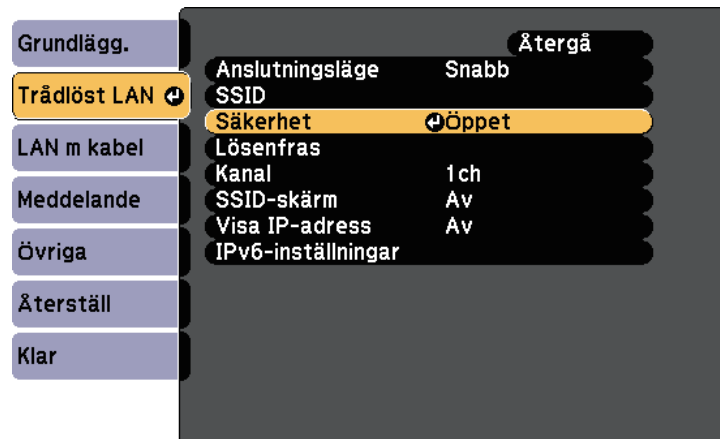 Grundlägg.
Trådlöst LAN
LAN m kabel
Meddelande
Övriga
Återställ
Klar
Återgå
Anslutningsläge Snabb
SSID
Säkerhet Öppet
Lösenfras
Kanal 1ch
SSID-skärm Av
Visa IP-adress Av
IPv6-inställningar